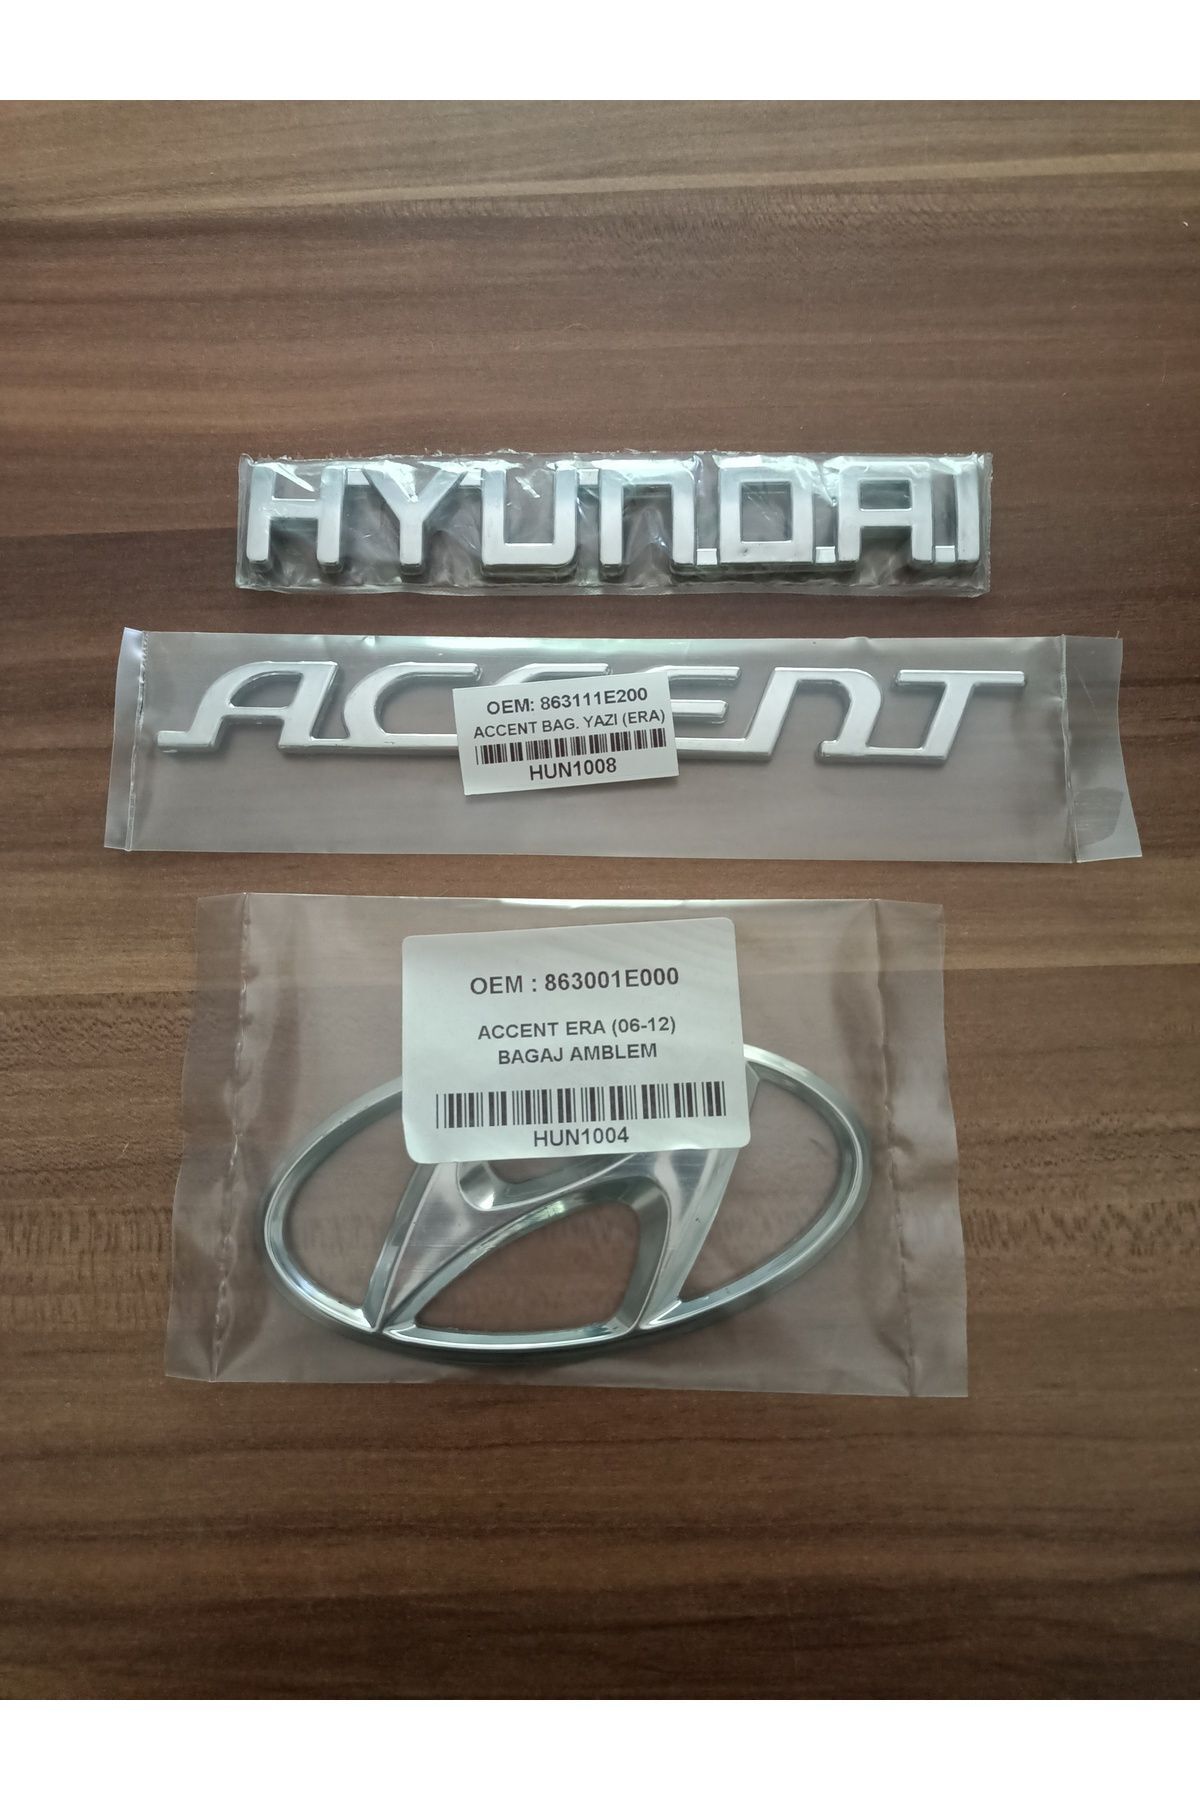 HYUNDAI
ACCENT
OEM: 863111E200
ACCENT BAG. YAZI (ERA)
HUN1008
OEM : 863001E000
ACCENT ERA (06-12)
BAGAJ AMBLEM
HUN1004